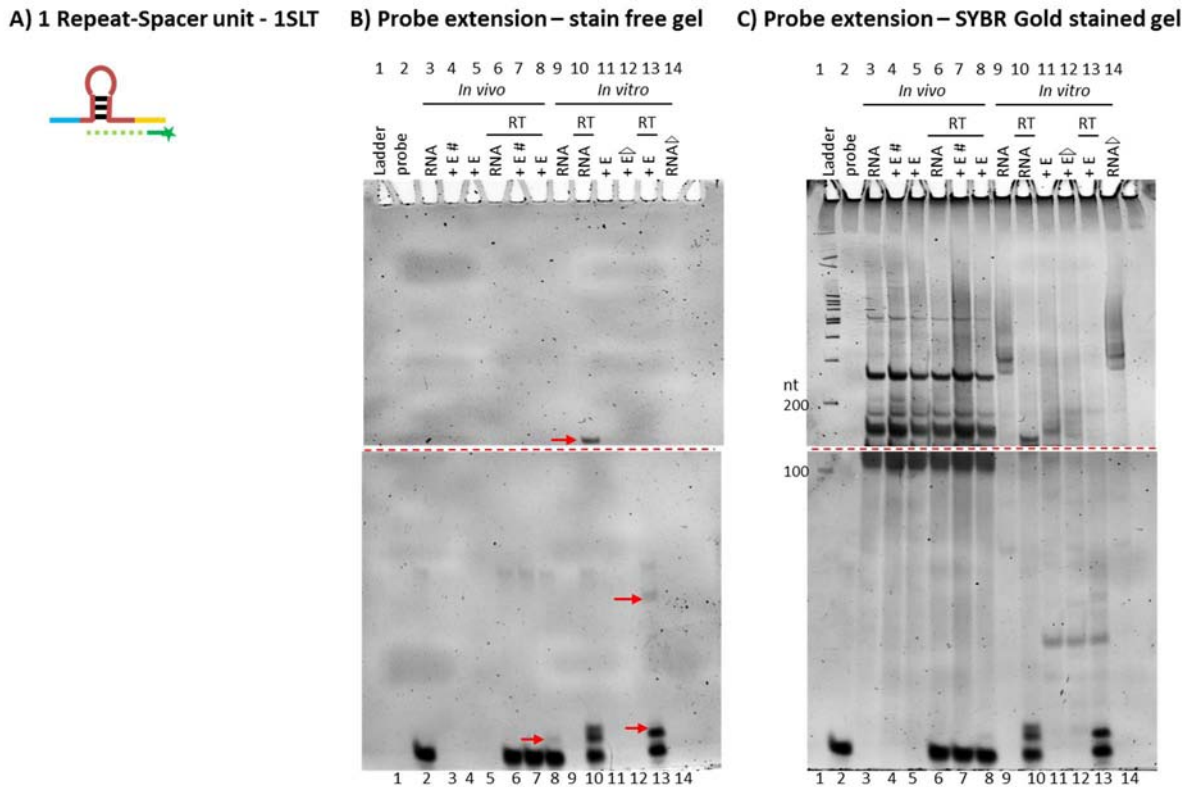 A) 1 Repeat-Spacer unit - 1SLT
B) Probe extension – stain free gel
1 2 3 4 5 6 7 8 9 10 11 12 13 14
In vivo
In vitro
RT RT RT
Ladder
probe
RNA
+ E #
+ E
RNA
+ E #
+ E
RNA
RNA
+ E
+ E▷
+ E
RNA▷
1 2 3 4 5 6 7 8 9 10 11 12 13 14
C) Probe extension – SYBR Gold stained gel
1 2 3 4 5 6 7 8 9 10 11 12 13 14
In vivo
In vitro
RT RT RT
Ladder
probe
RNA
+ E #
+ E
RNA
+ E #
+ E
RNA
RNA
+ E
+ E▷
+ E
RNA▷
nt
200
100
1 2 3 4 5 6 7 8 9 10 11 12 13 14